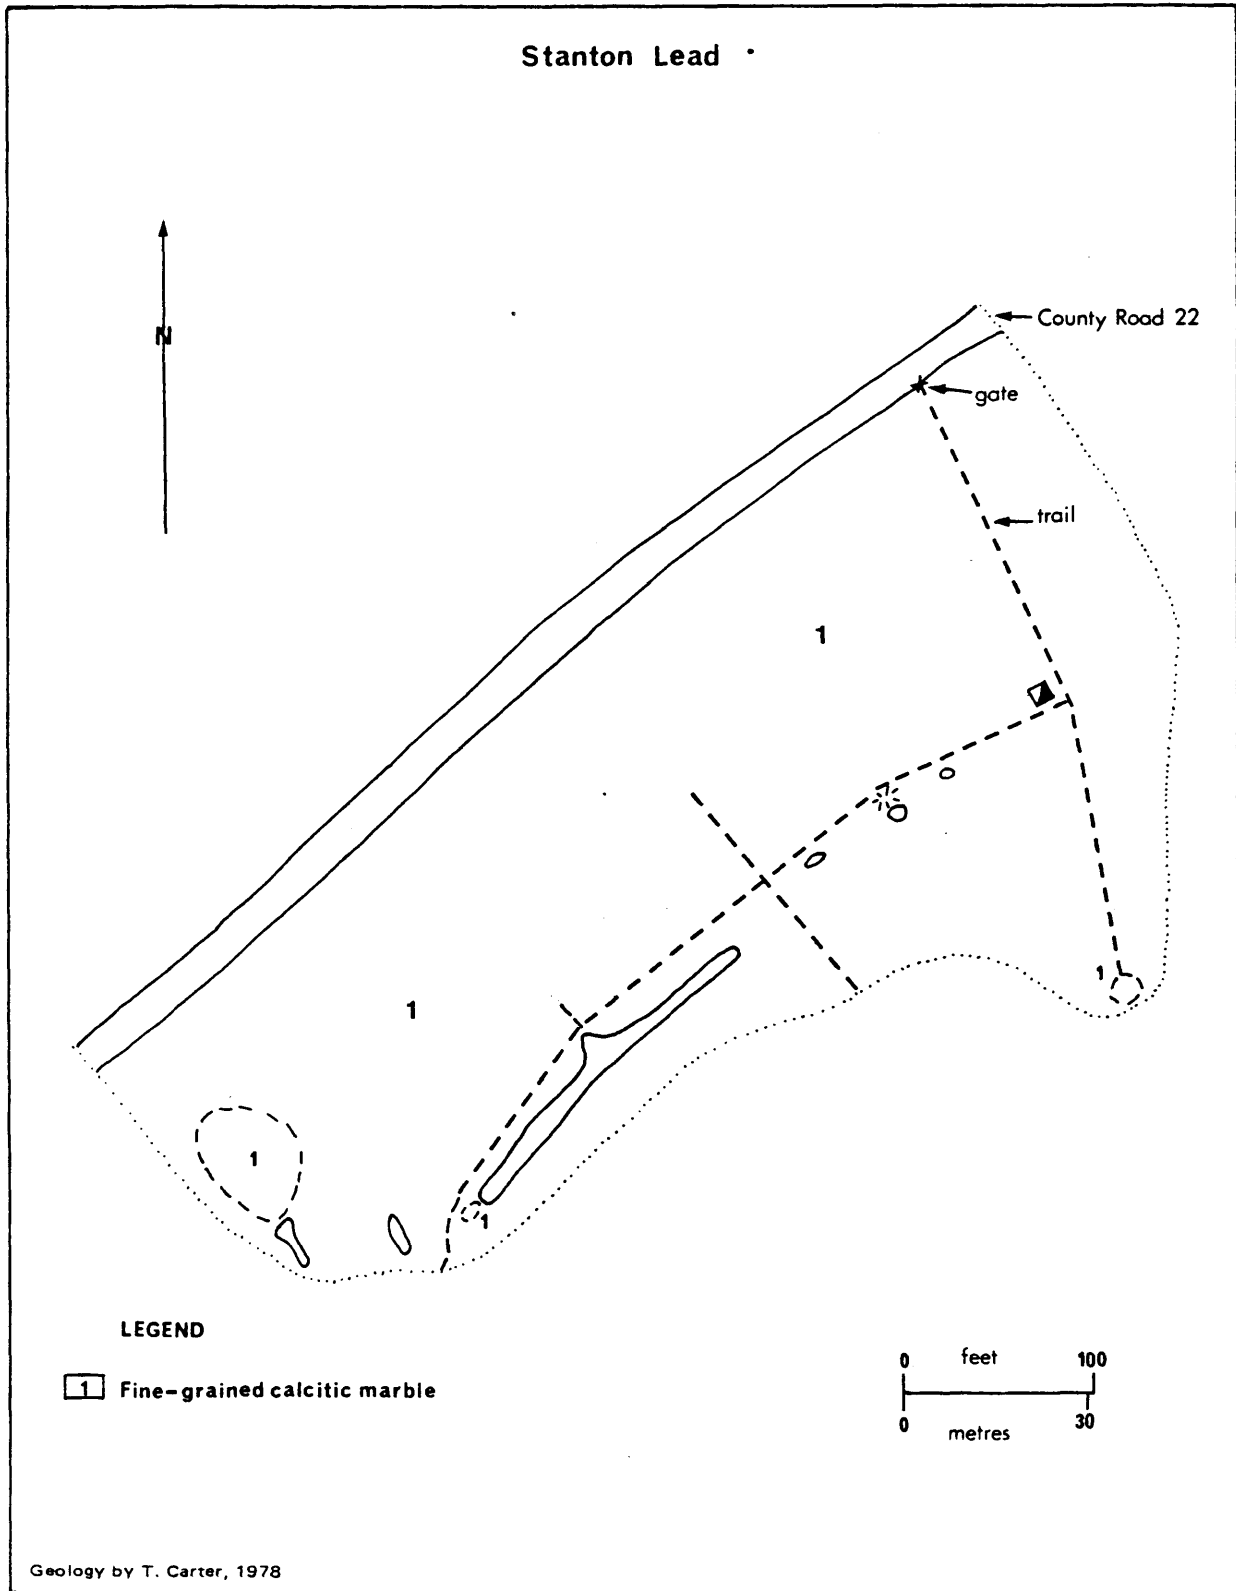 Stanton Lead
N
County Road 22
gate
trail
1
1
1
1
1
LEGEND
1 Fine-grained calcitic marble
0 feet 100
0 metres 30
Geology by T. Carter, 1978